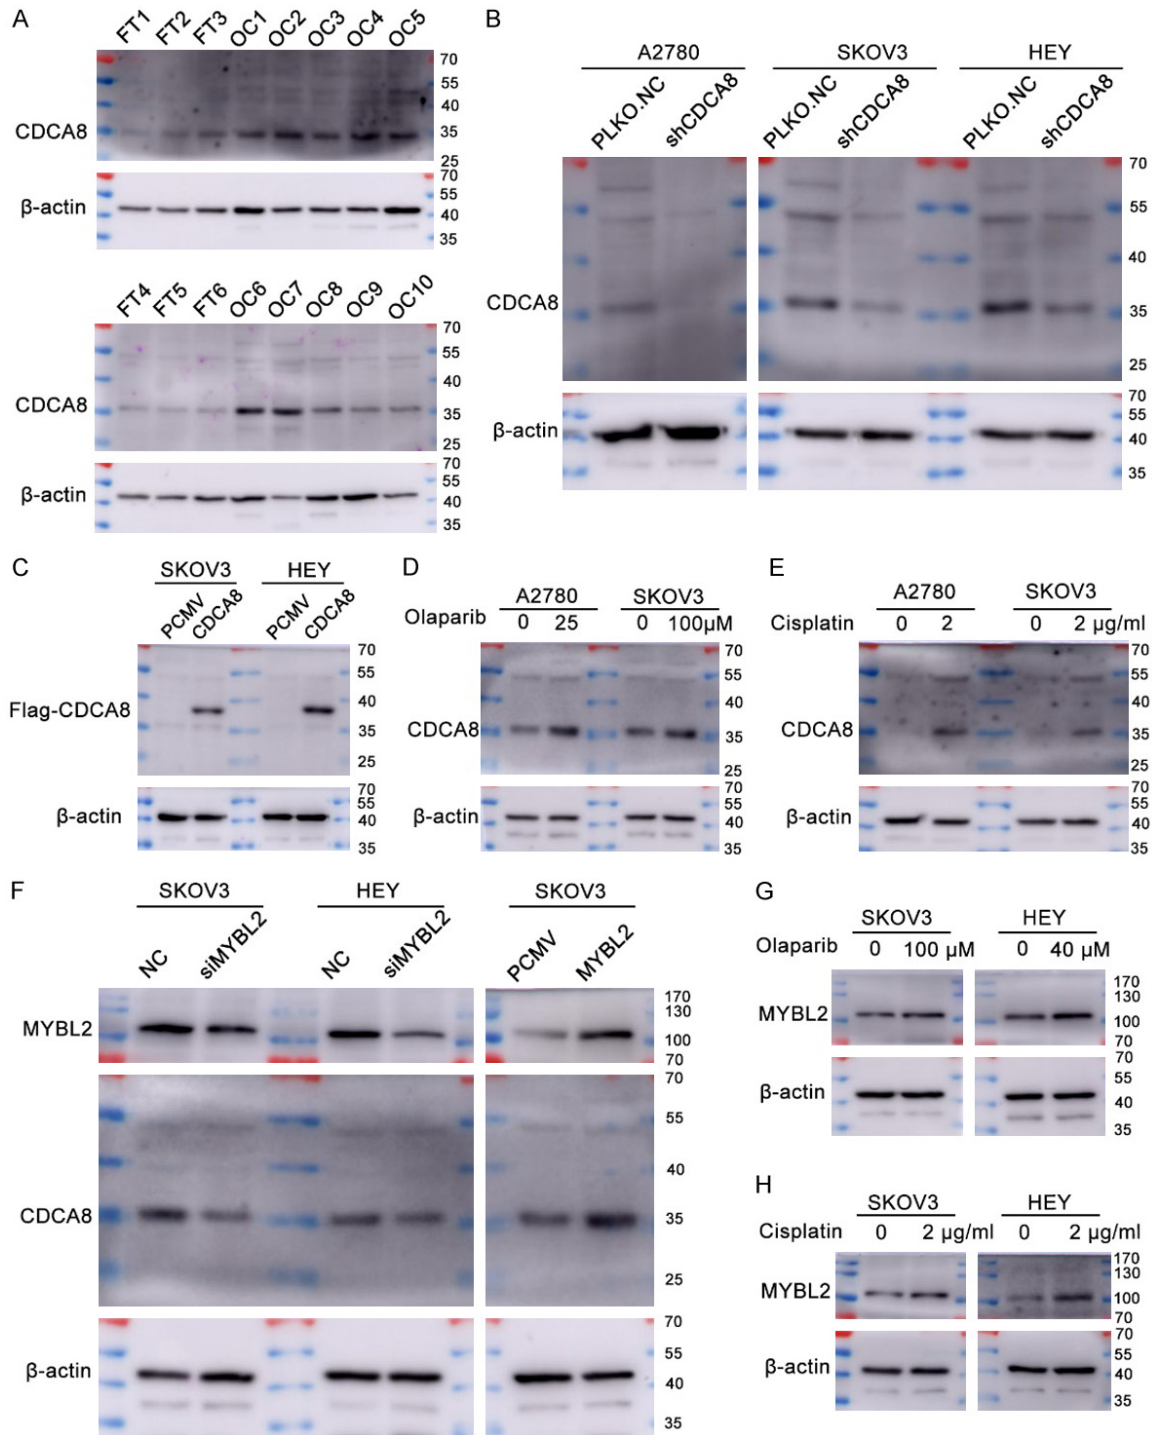 A
FT1 FT2 FT3 OC1 OC2 OC3 OC4 OC5
CDCA8
70
55
40
35
25
β-actin
70
55
40
35
FT4 FT5 FT6 OC6 OC7 OC8 OC9 OC10
CDCA8
70
55
40
35
25
β-actin
70
55
40
35
B
A2780 SKOV3 HEY
PLKO.NC shCDCA8 PLKO.NC shCDCA8 PLKO.NC shCDCA8
CDCA8
70
55
40
35
25
β-actin
70
55
40
35
C
SKOV3 HEY
PCMV CDCA8 PCMV CDCA8
Flag-CDCA8
70
55
40
35
25
β-actin
70
55
40
35
D
A2780 SKOV3
Olaparib 0 25 0 100µM
CDCA8
70
55
40
35
25
β-actin
70
55
40
35
E
A2780 SKOV3
Cisplatin 0 2 0 2 µg/ml
CDCA8
70
55
40
35
25
β-actin
70
55
40
35
F
SKOV3 HEY SKOV3
NC siMYBL2 NC siMYBL2 PCMV MYBL2
MYBL2
170
130
100
70
CDCA8
70
55
40
35
25
β-actin
70
55
40
35
G
SKOV3 HEY
Olaparib 0 100 µM 0 40 µM
MYBL2
170
130
100
70
β-actin
70
55
40
35
H
SKOV3 HEY
Cisplatin 0 2 µg/ml 0 2 µg/ml
MYBL2
170
130
100
70
β-actin
70
55
40
35